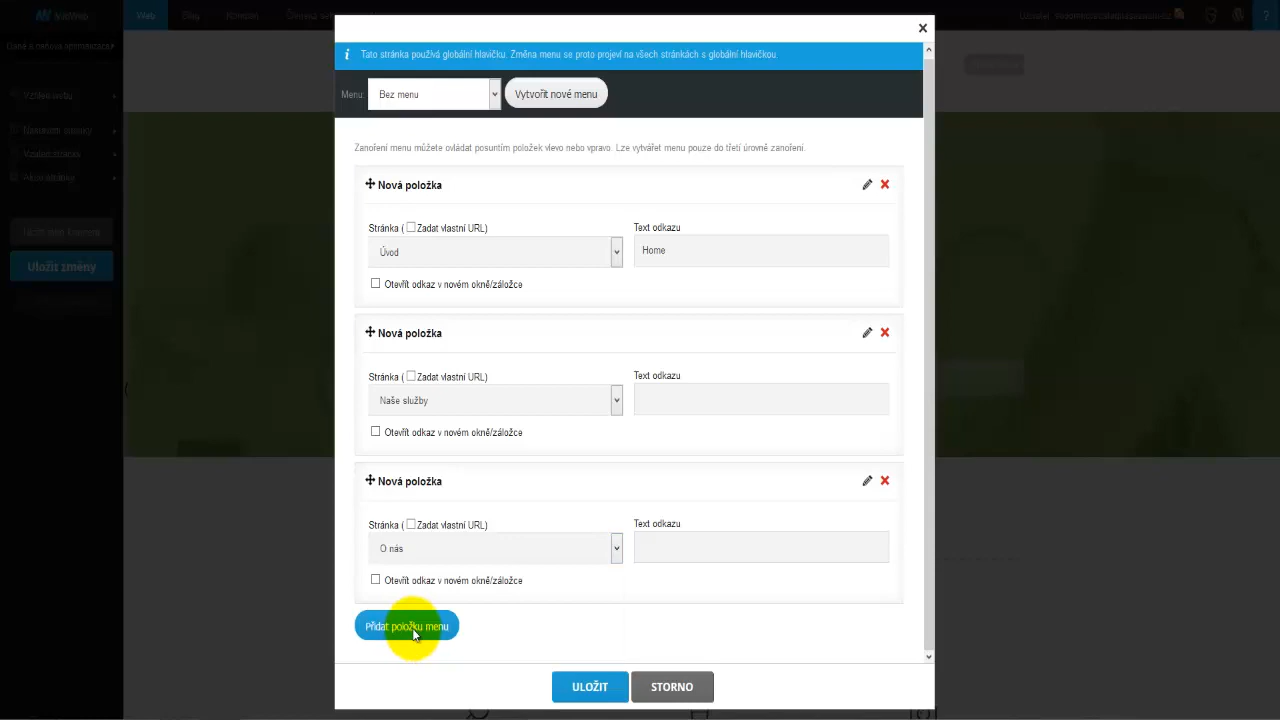 Web
Tato stránka používá globální hlavičku. Změna menu se proto projeví na všech stránkách s globální hlavičkou.
Menu: Bez menu Vytvořit nové menu
Zanoření menu můžete ovládat posuntím položek vlevo nebo vpravo. Lze vytvářet menu pouze do třetí úrovně zanoření.
Nová položka
Stránka ( Zadat vlastní URL) Text odkazu
Úvod Home
Otevřít odkaz v novém okně/záložce
Nová položka
Stránka ( Zadat vlastní URL) Text odkazu
Naše služby
Otevřít odkaz v novém okně/záložce
Nová položka
Stránka ( Zadat vlastní URL) Text odkazu
O nás
Otevřít odkaz v novém okně/záložce
Přidat položku menu
ULOŽIT STORNO
Uložit změny